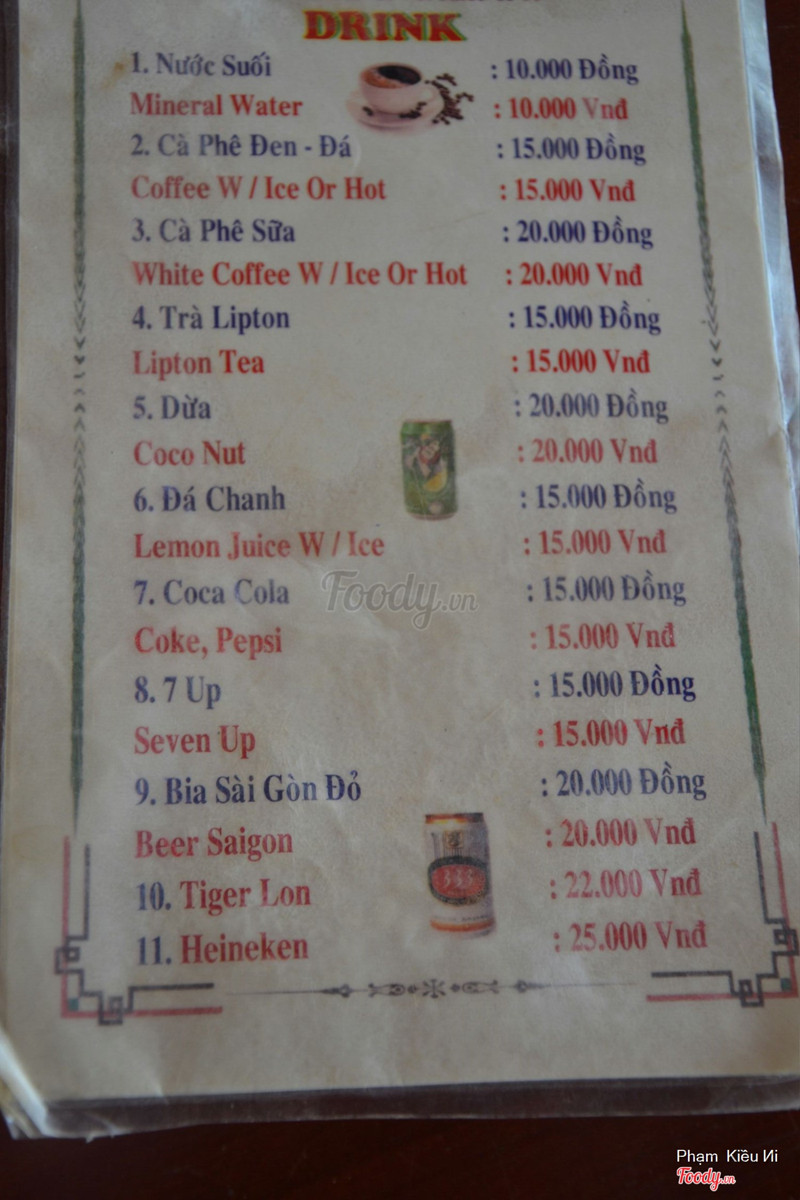 DRINK
1. Nước Suối : 10.000 Đồng
Mineral Water : 10.000 Vnđ
2. Cà Phê Đen - Đá : 15.000 Đồng
Coffee W / Ice Or Hot : 15.000 Vnđ
3. Cà Phê Sữa : 20.000 Đồng
White Coffee W / Ice Or Hot : 20.000 Vnđ
4. Trà Lipton : 15.000 Đồng
Lipton Tea : 15.000 Vnđ
5. Dừa : 20.000 Đồng
Coco Nut : 20.000 Vnđ
6. Đá Chanh : 15.000 Đồng
Lemon Juice W / Ice : 15.000 Vnđ
7. Coca Cola : 15.000 Đồng
Foody.vn
Coke, Pepsi : 15.000 Vnđ
8. 7 Up : 15.000 Đồng
Seven Up : 15.000 Vnđ
9. Bia Sài Gòn Đỏ : 20.000 Đồng
Beer Saigon : 20.000 Vnđ
333
10. Tiger Lon : 22.000 Vnđ
11. Heineken : 25.000 Vnđ
Phạm Kiều Иi
Foody.vn